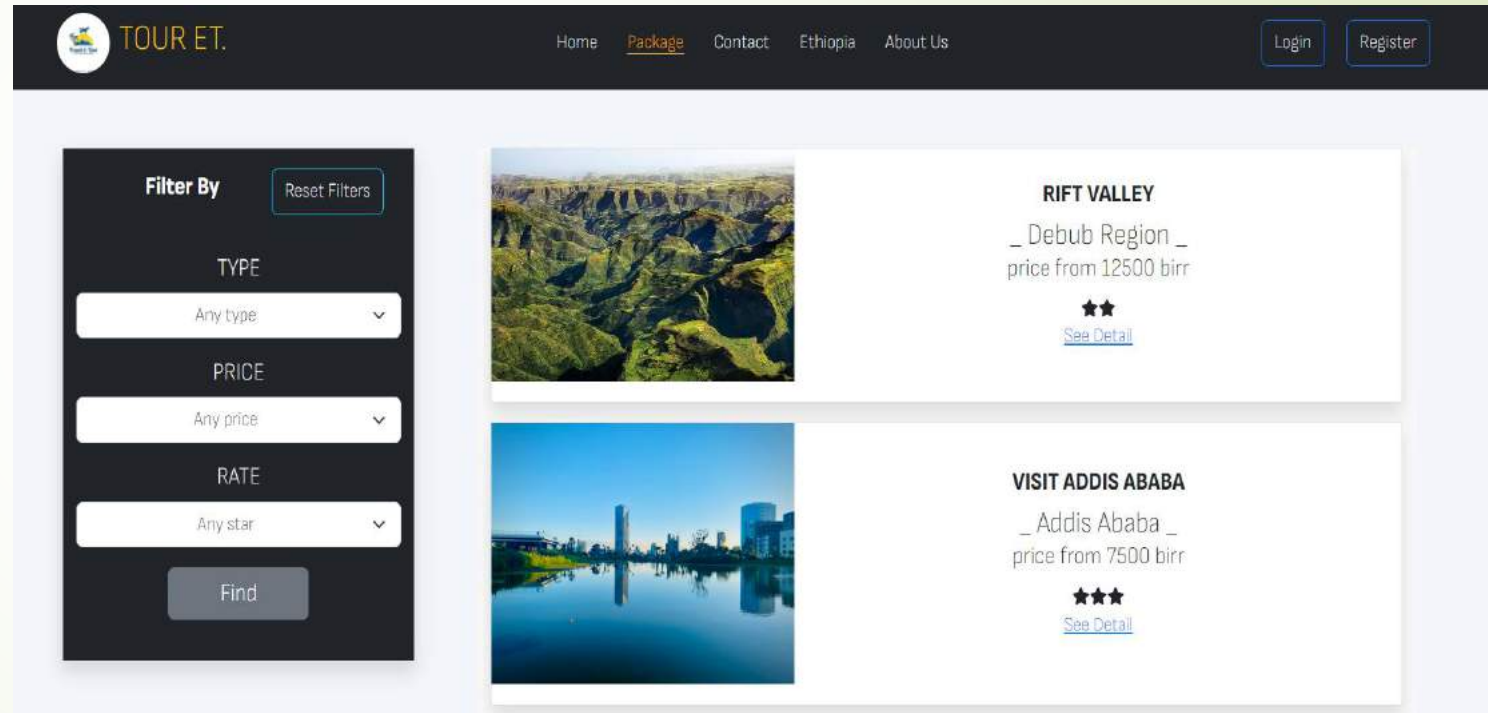 TOUR ET.
Home Package Contact Ethiopia About Us
Login Register
Filter By Reset Filters
TYPE
Any type
PRICE
Any price
RATE
Any star
Find
RIFT VALLEY
_ Debub Region _
price from 12500 birr
See Detail
VISIT ADDIS ABABA
_ Addis Ababa _
price from 7500 birr
See Detail